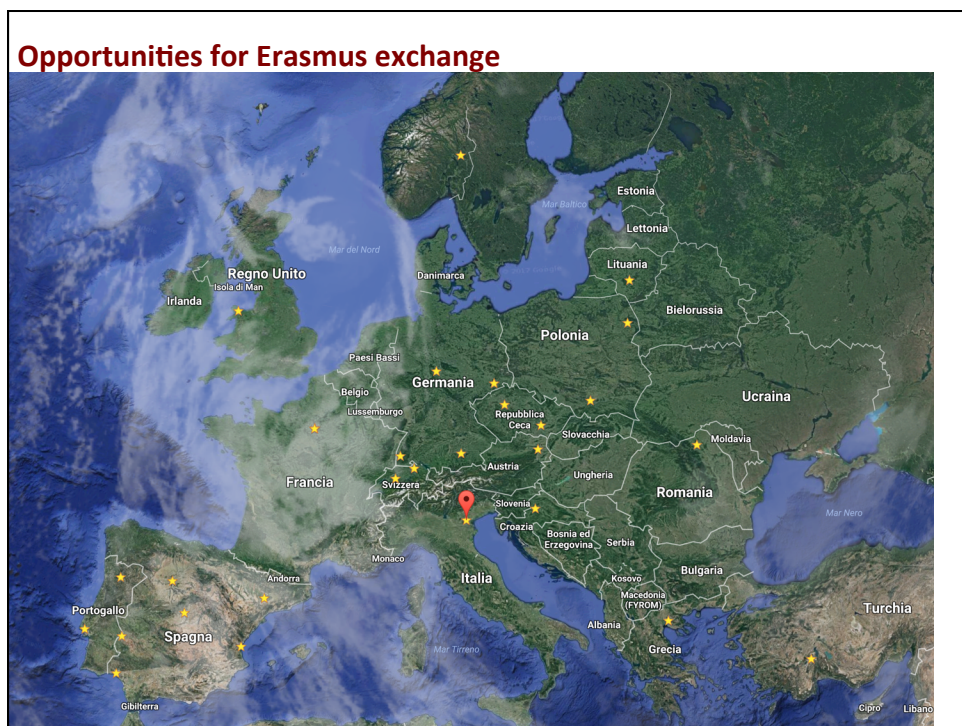 Opportunities for Erasmus exchange
Estonia
Mar Baltico
Lettonia
Mar del Nord
Regno Unito
Isola di Man
Danimarca
Lituania
Irlanda
Bielorussia
Polonia
Paesi Bassi
Germania
Belgio
Ucraina
Lussemburgo
Repubblica
Ceca
Slovacchia
Moldavia
Austria
Ungheria
Francia
Svizzera
Romania
Slovenia
Croazia
Mar Nero
Bosnia ed
Erzegovina
Serbia
Monaco
Bulgaria
Andorra
Italia
Kosovo
Macedonia
(FYROM)
Portogallo
Turchia
Albania
Spagna
Mar Tirreno
Grecia
Gibilterra
Cipro
Libano